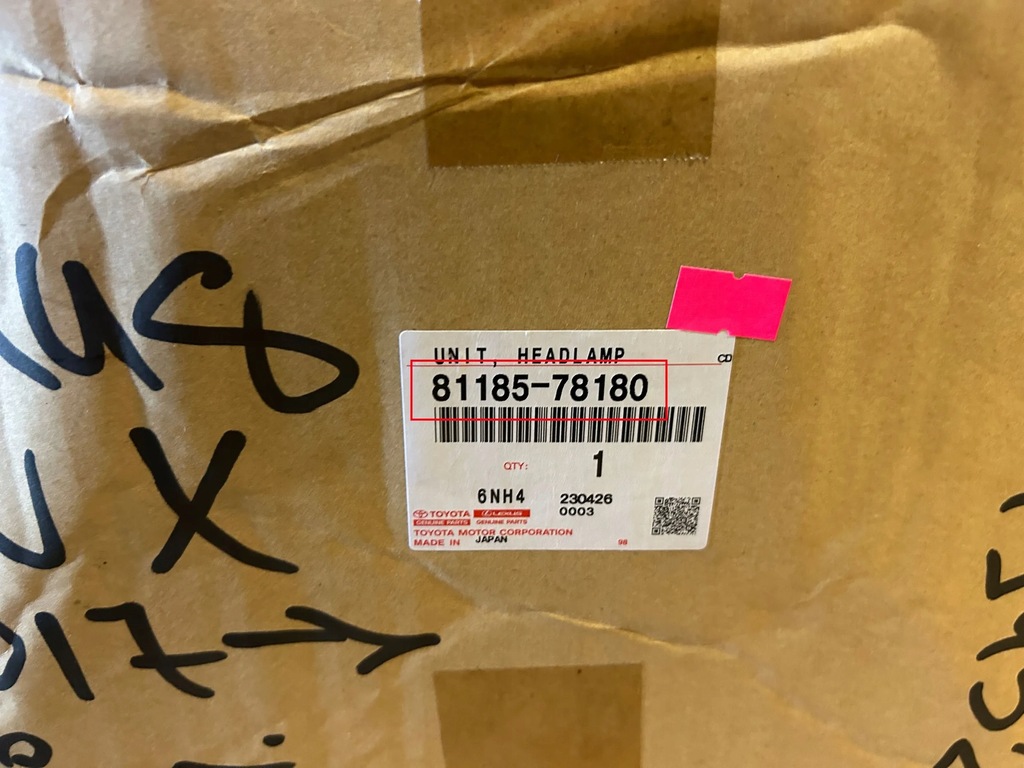 UNIT, HEADLAMP
CD
81185-78180
QTY: 1
6NH4
230426
0003
TOYOTA
LEXUS
GENUINE PARTS
GENUINE PARTS
TOYOTA MOTOR CORPORATION
MADE IN JAPAN
98
X
017 →